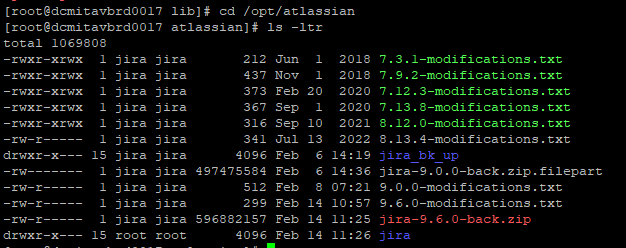 [root@dcmitavbrd0017 lib]# cd /opt/atlassian
[root@dcmitavbrd0017 atlassian]# ls -ltr
total 1069808
-rwxr-xrwx  1 jira jira       212 Jun  1  2018 7.3.1-modifications.txt
-rwxr-xrwx  1 jira jira       437 Nov  1  2018 7.9.2-modifications.txt
-rwxr-xrwx  1 jira jira       373 Feb 20  2020 7.12.3-modifications.txt
-rwxr-xrwx  1 jira jira       367 Sep  1  2020 7.13.8-modifications.txt
-rwxr-xrwx  1 jira jira       316 Sep 10  2021 8.12.0-modifications.txt
-rw-r-----  1 jira jira       341 Jul 13  2022 8.13.4-modifications.txt
drwxr-x--- 15 jira jira      4096 Feb  6 14:19 jira_bk_up
-rw-------  1 jira jira 497475584 Feb  6 14:36 jira-9.0.0-back.zip.filepart
-rw-r-----  1 jira jira       512 Feb  8 07:21 9.0.0-modifications.txt
-rw-r-----  1 jira jira       299 Feb 14 10:57 9.6.0-modifications.txt
-rw-r-----  1 jira jira 596882157 Feb 14 11:25 jira-9.6.0-back.zip
drwxr-x--- 15 root root      4096 Feb 14 11:26 jira